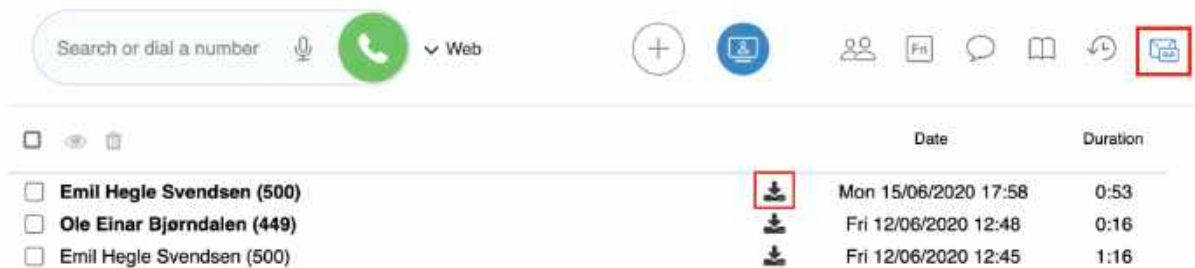 Search or dial a number
Web
Fri
Date Duration
Emil Hegle Svendsen (500) Mon 15/06/2020 17:58 0:53
Ole Einar Bjørndalen (449) Fri 12/06/2020 12:48 0:16
Emil Hegle Svendsen (500) Fri 12/06/2020 12:45 1:16